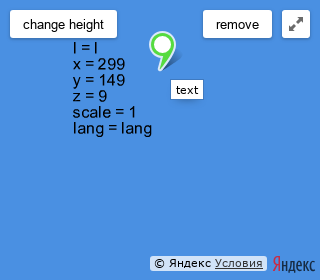 change height
remove
l = l
x = 299
y = 149
z = 9
scale = 1
lang = lang
text
© Яндекс Условия Яндекс